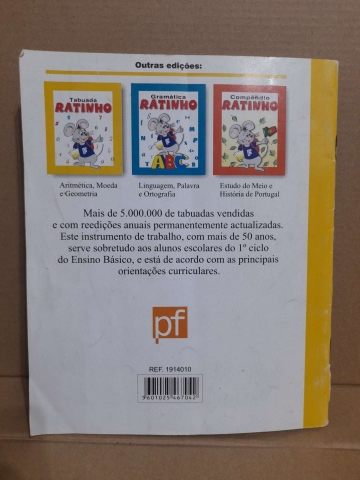 Outras edições:
Tabuada
RATINHO
Gramática
RATINHO
Compêndio
RATINHO
ABC
Aritmética, Moeda
e Geometria
Linguagem, Palavra
e Ortografia
Estudo do Meio e
História de Portugal
Mais de 5.000.000 de tabuadas vendidas
e com reedições anuais permanentemente actualizadas.
Este instrumento de trabalho, com mais de 50 anos,
serve sobretudo aos alunos escolares do 1º ciclo
do Ensino Básico, e está de acordo com as principais
orientações curriculares.
pf
REF. 1914010
9601025467042